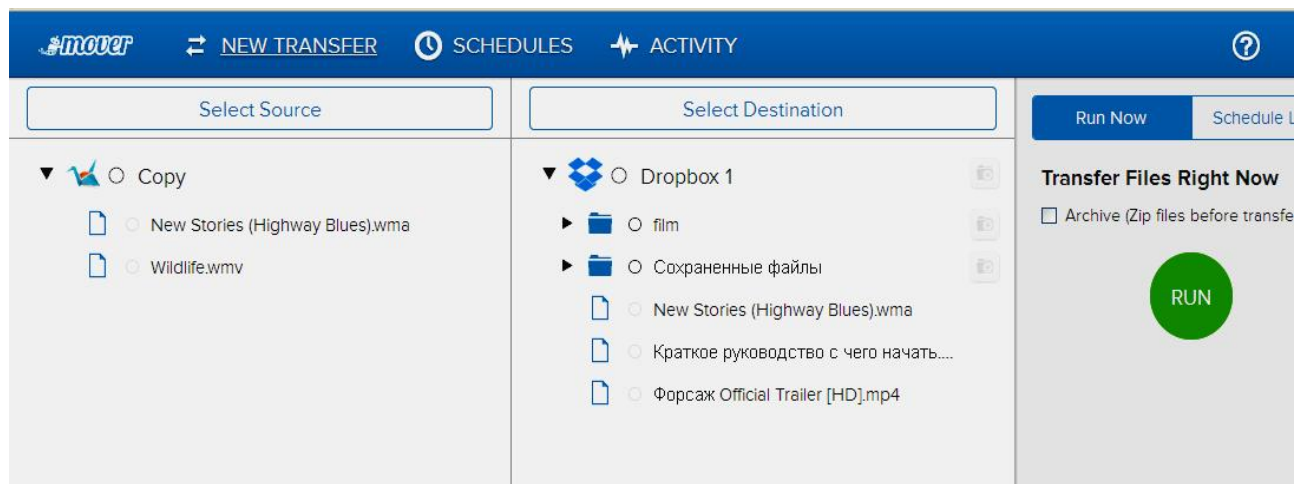 mover NEW TRANSFER SCHEDULES ACTIVITY ?
Select Source
Select Destination
Run Now
Schedule L
Copy
New Stories (Highway Blues).wma
Wildlife.wmv
Dropbox 1
film
Сохраненные файлы
New Stories (Highway Blues).wma
Краткое руководство с чего начать....
Форсаж Official Trailer [HD].mp4
Transfer Files Right Now
Archive (Zip files before transfe
RUN